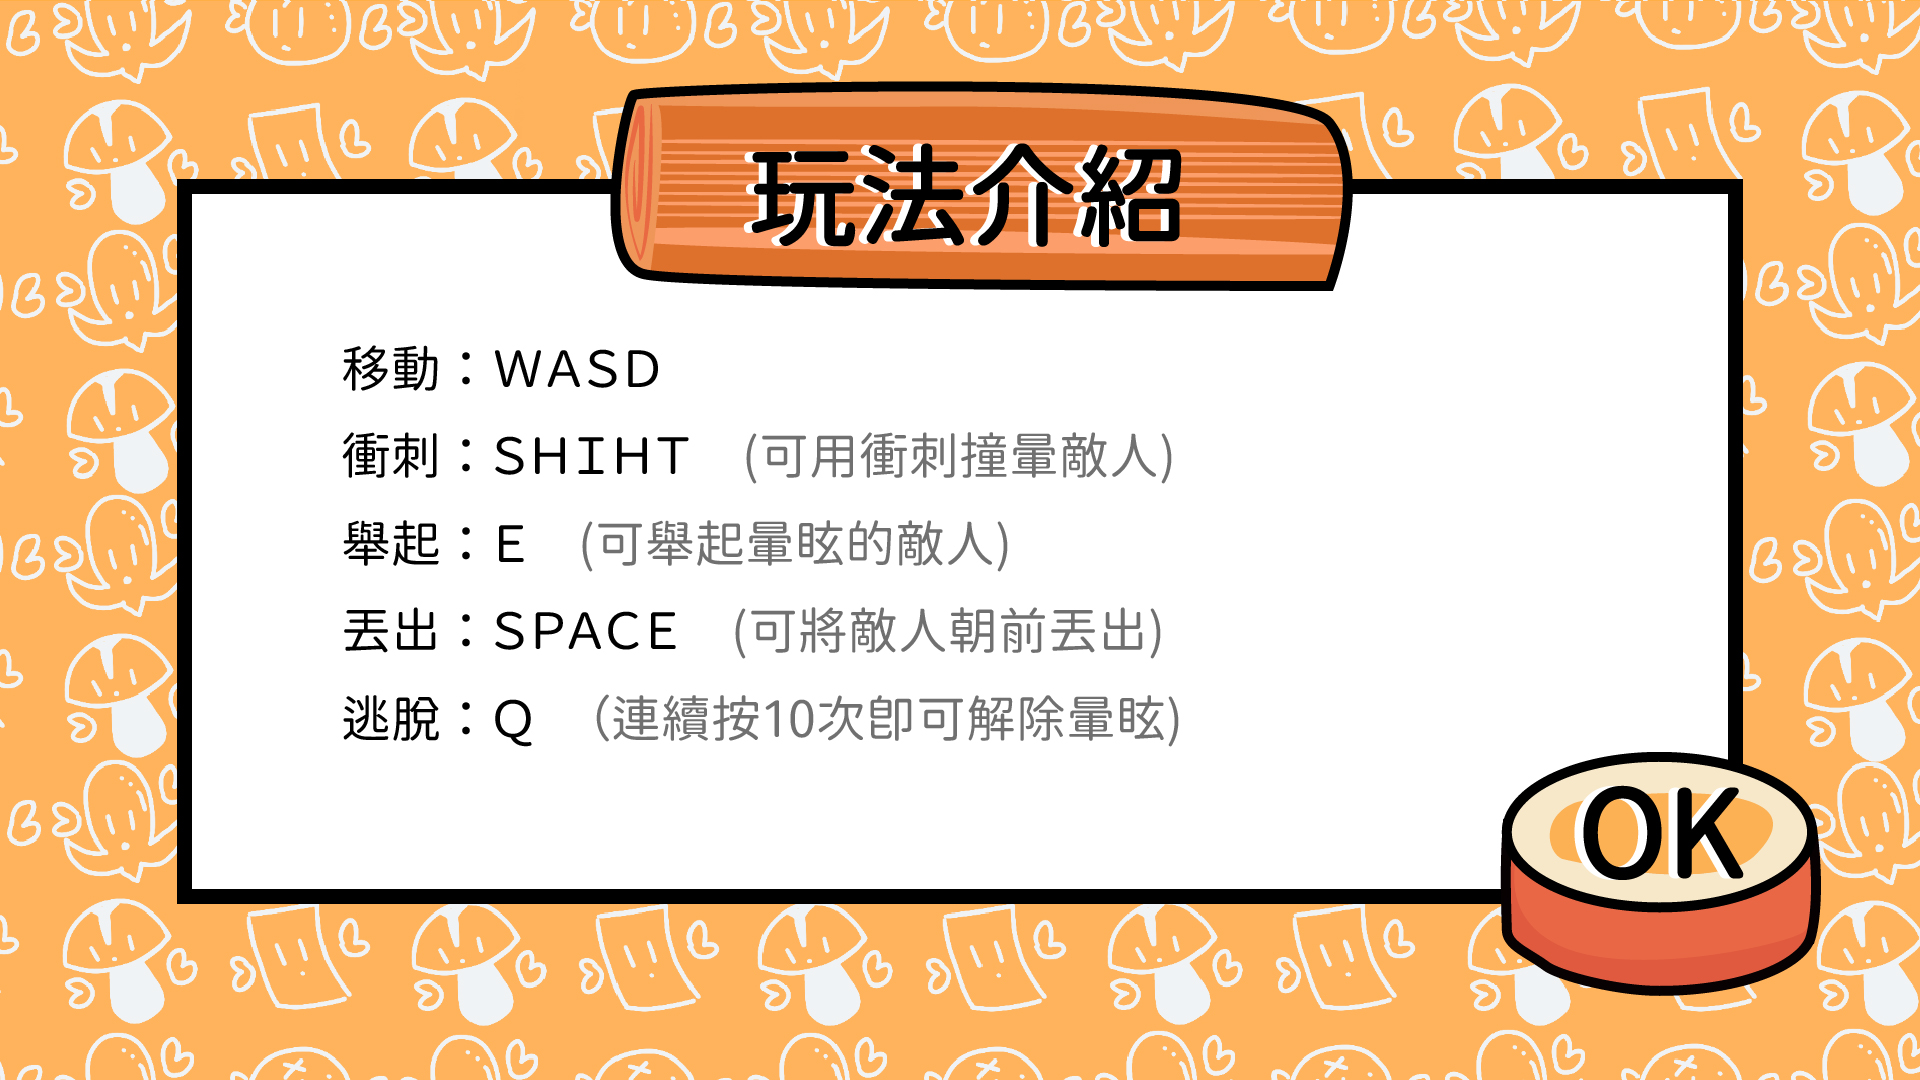 玩法介紹
移動：WASD
衝刺：SHIHT (可用衝刺撞暈敵人)
舉起：E (可舉起暈眩的敵人)
丟出：SPACE (可將敵人朝前丟出)
逃脫：Q (連續按10次即可解除暈眩)
OK